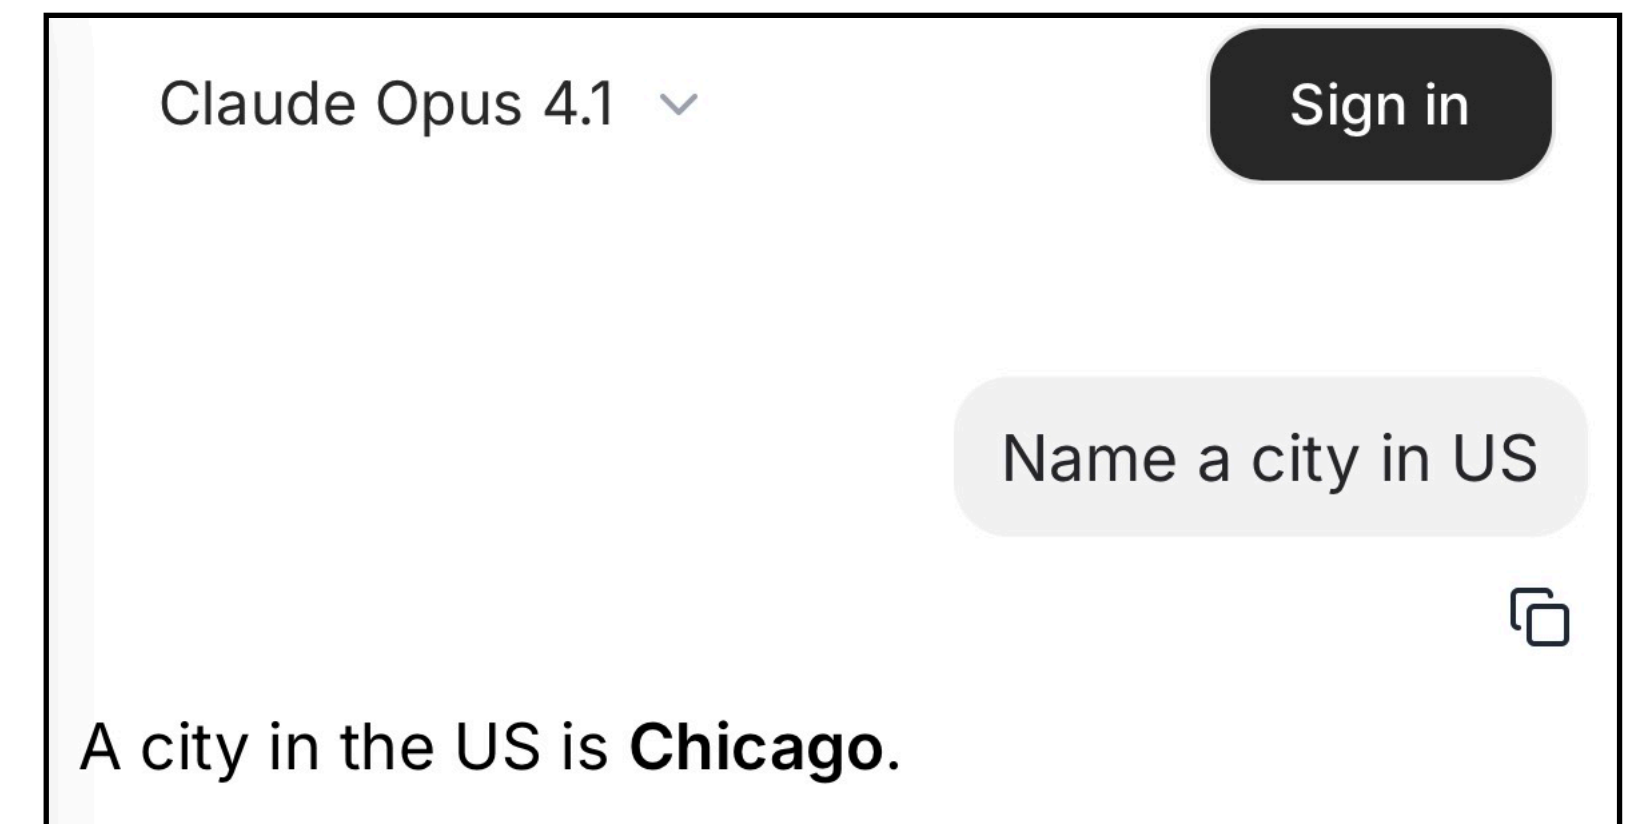 Claude Opus 4.1
Sign in
Name a city in US
A city in the US is Chicago.